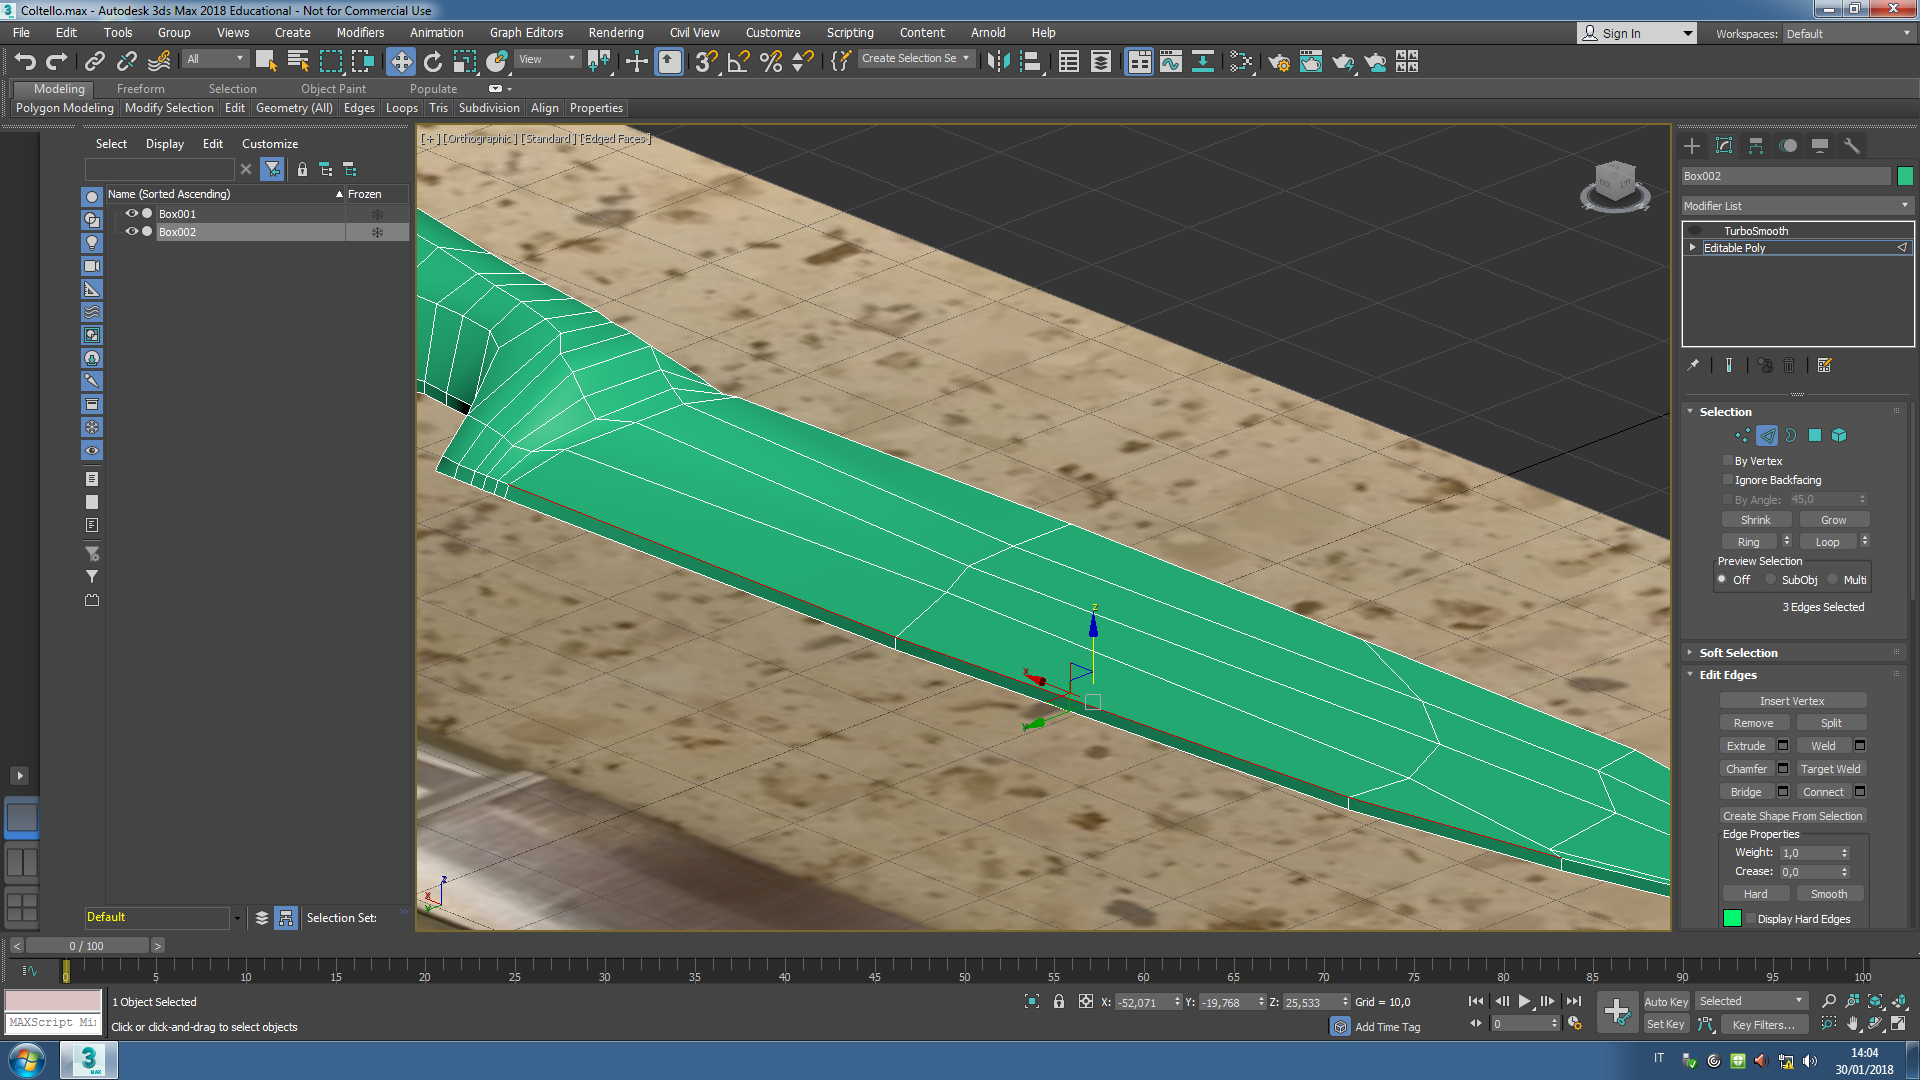 Coltello.max - Autodesk 3ds Max 2018 Educational - Not for Commercial Use
File Edit Tools Group Views Create Modifiers Animation Graph Editors Rendering Civil View Customize Scripting Content Arnold Help
Sign In
Workspaces: Default
All
View
Create Selection Se
Modeling Freeform Selection Object Paint Populate
Polygon Modeling Modify Selection Edit Geometry (All) Edges Loops Tris Subdivision Align Properties
Select Display Edit Customize
Name (Sorted Ascending) Frozen
Box001
Box002
Default
Selection Set:
[+] [Orthographic] [Standard] [Edged Faces]
Box002
Modifier List
TurboSmooth
Editable Poly
Selection
By Vertex
Ignore Backfacing
By Angle: 45,0
Shrink Grow
Ring Loop
Preview Selection
Off SubObj Multi
3 Edges Selected
Soft Selection
Edit Edges
Insert Vertex
Remove Split
Extrude Weld
Chamfer Target Weld
Bridge Connect
Create Shape From Selection
Edge Properties
Weight: 1,0
Crease: 0,0
Hard Smooth
Display Hard Edges
< 0 / 100 >
0 5 10 15 20 25 30 35 40 45 50 55 60 65 70 75 80 85 90 95 100
1 Object Selected
MAXScript Mi
Click or click-and-drag to select objects
X: -52,071 Y: -19,768 Z: 25,533 Grid = 10,0
Add Time Tag
0
Auto Key Selected
Set Key Key Filters...
3 MAX
IT
14:04
30/01/2018